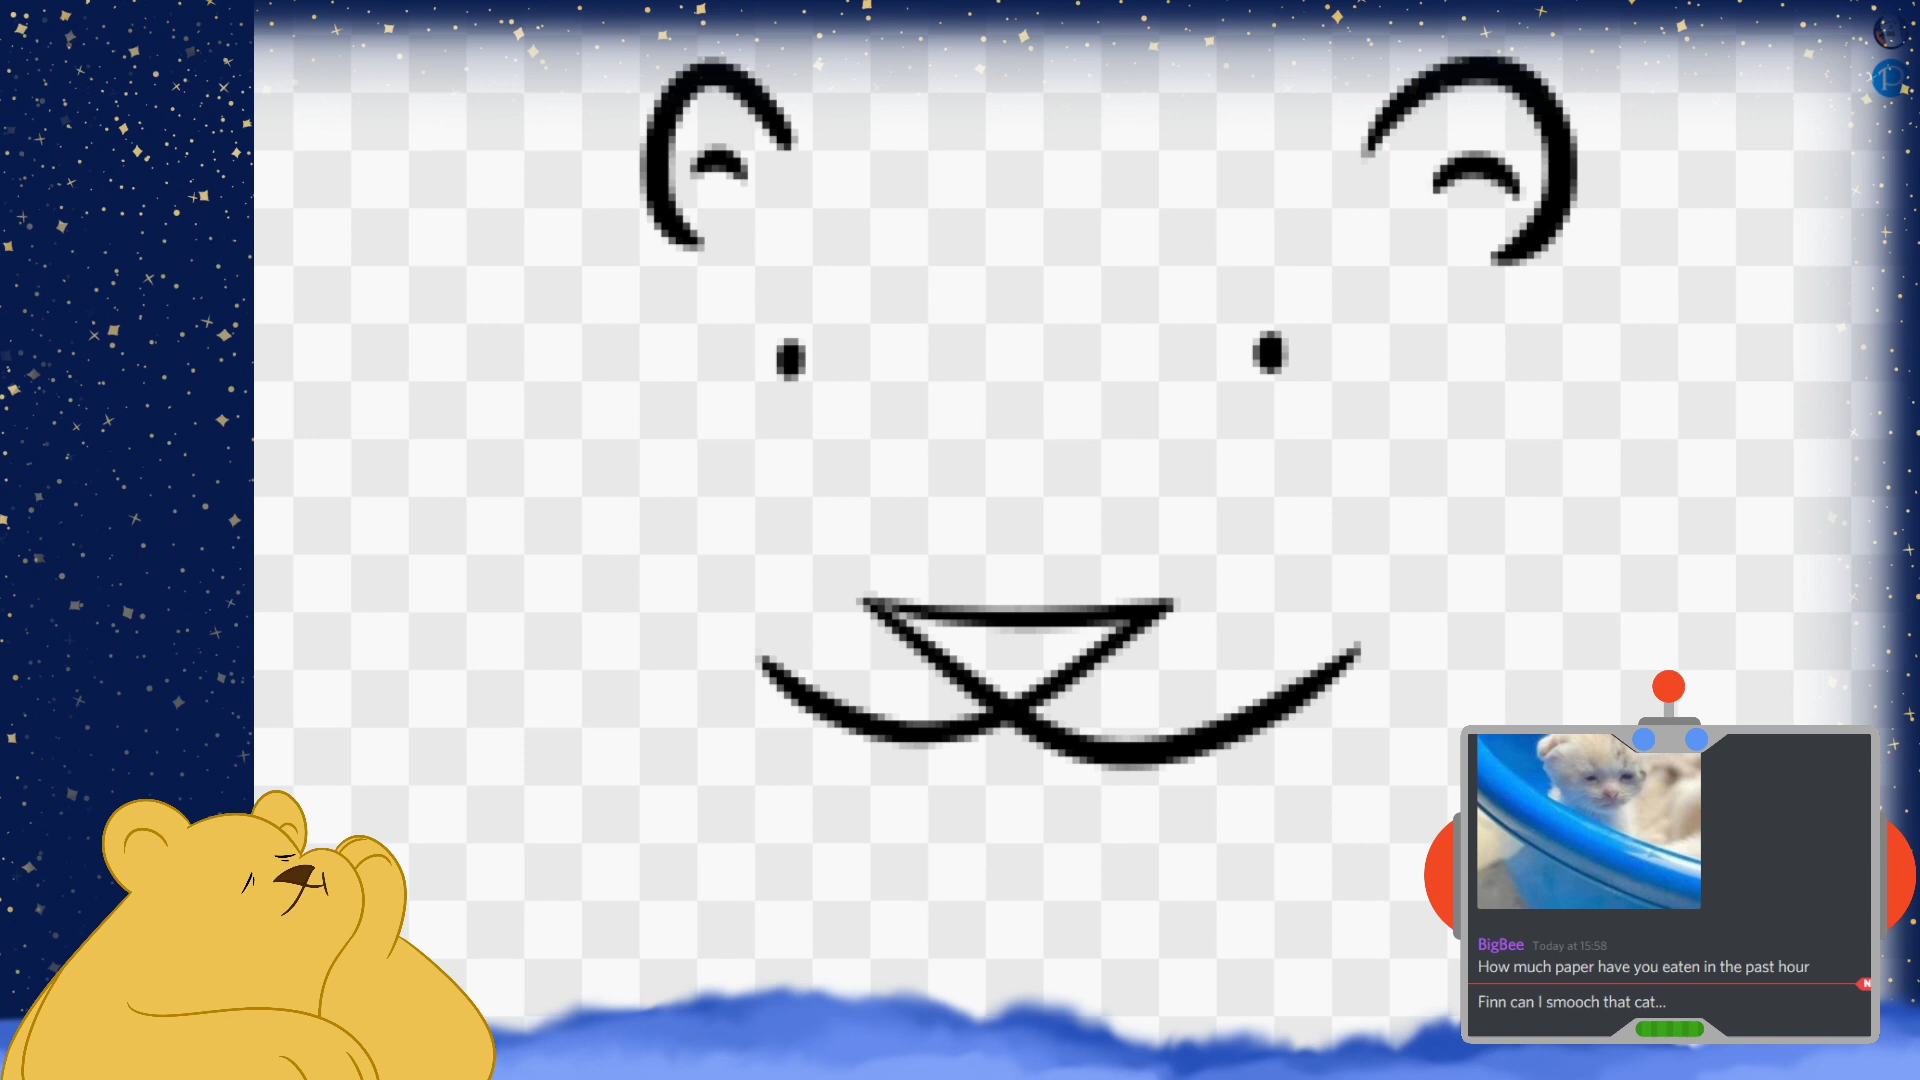 BigBee Today at 15:58
How much paper have you eaten in the past hour
Finn can I smooch that cat...